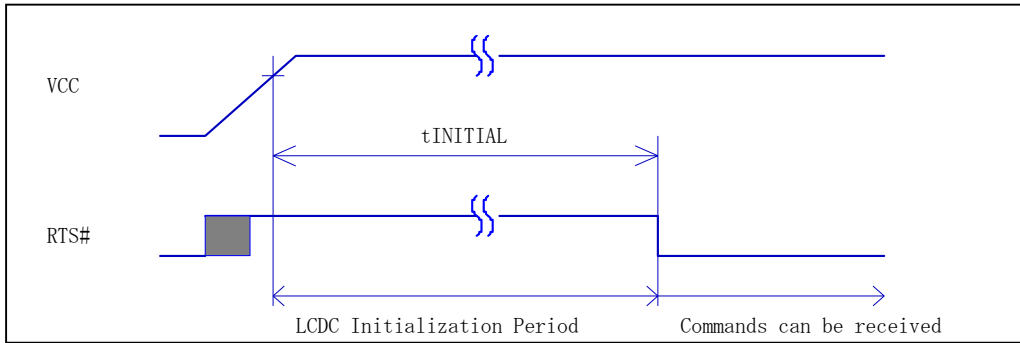 VCC
tINITIAL
RTS#
LCDC Initialization Period
Commands can be received